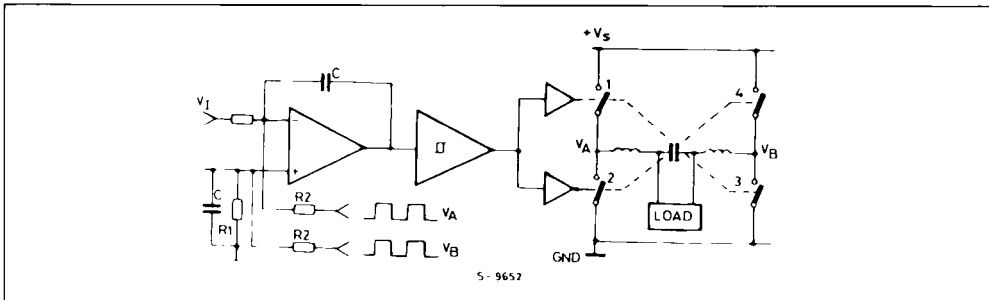 +Vs
C
1
4
VI
-
VA
VB
+
2
3
C
R1
R2
VA
LOAD
R2
VB
GND
S-9652